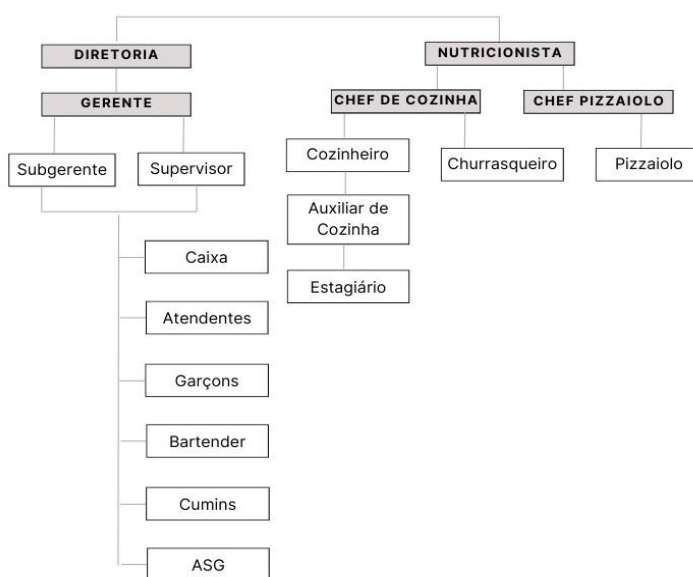 DIRETORIA
NUTRICIONISTA
GERENTE
CHEF DE COZINHA
CHEF PIZZAIOLO
Subgerente
Supervisor
Cozinheiro
Churrasqueiro
Pizzaiolo
Auxiliar de
Cozinha
Caixa
Estagiário
Atendentes
Garçons
Bartender
Cumins
ASG